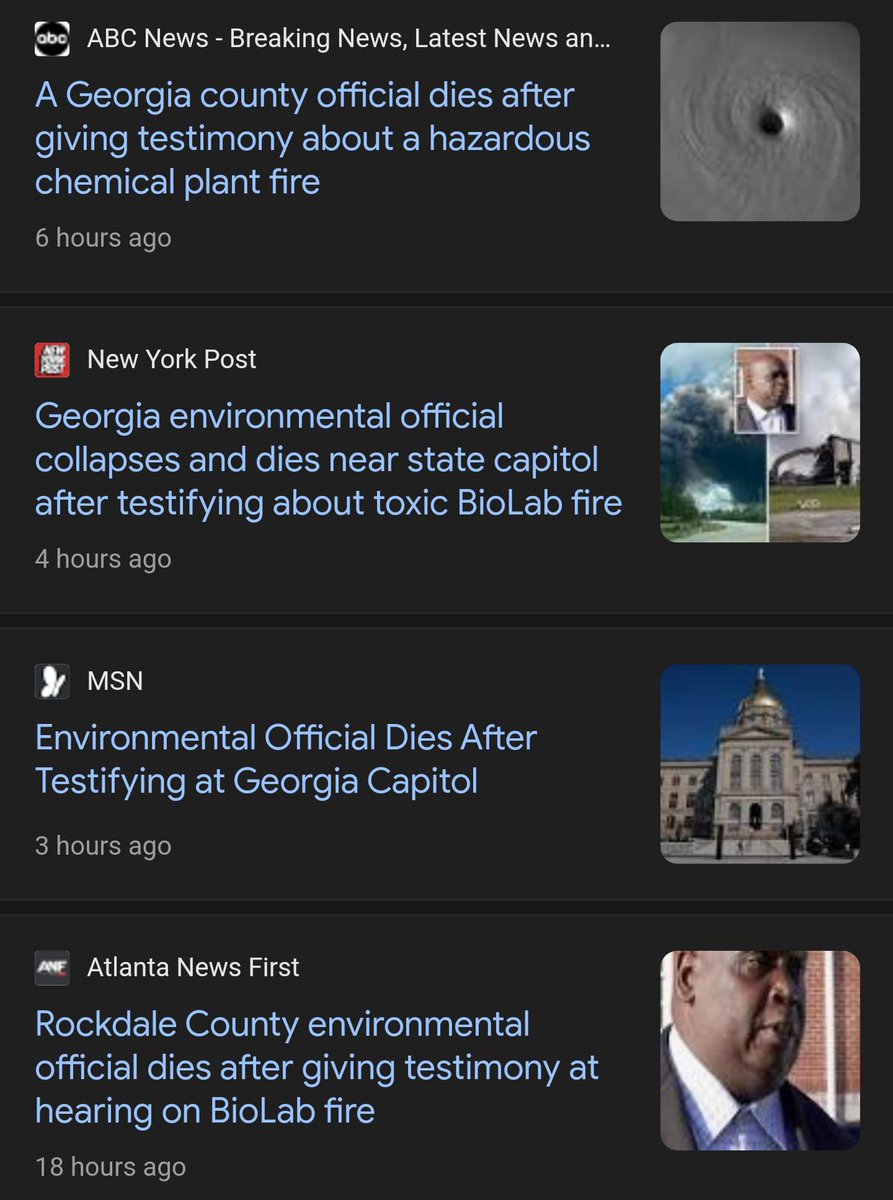 abc
ABC News - Breaking News, Latest News an...
A Georgia county official dies after
giving testimony about a hazardous
chemical plant fire
6 hours ago
NEW
YORK
POST
New York Post
Georgia environmental official
collapses and dies near state capitol
after testifying about toxic BioLab fire
4 hours ago
MSN
Environmental Official Dies After
Testifying at Georgia Capitol
3 hours ago
ANF
Atlanta News First
Rockdale County environmental
official dies after giving testimony at
hearing on BioLab fire
18 hours ago